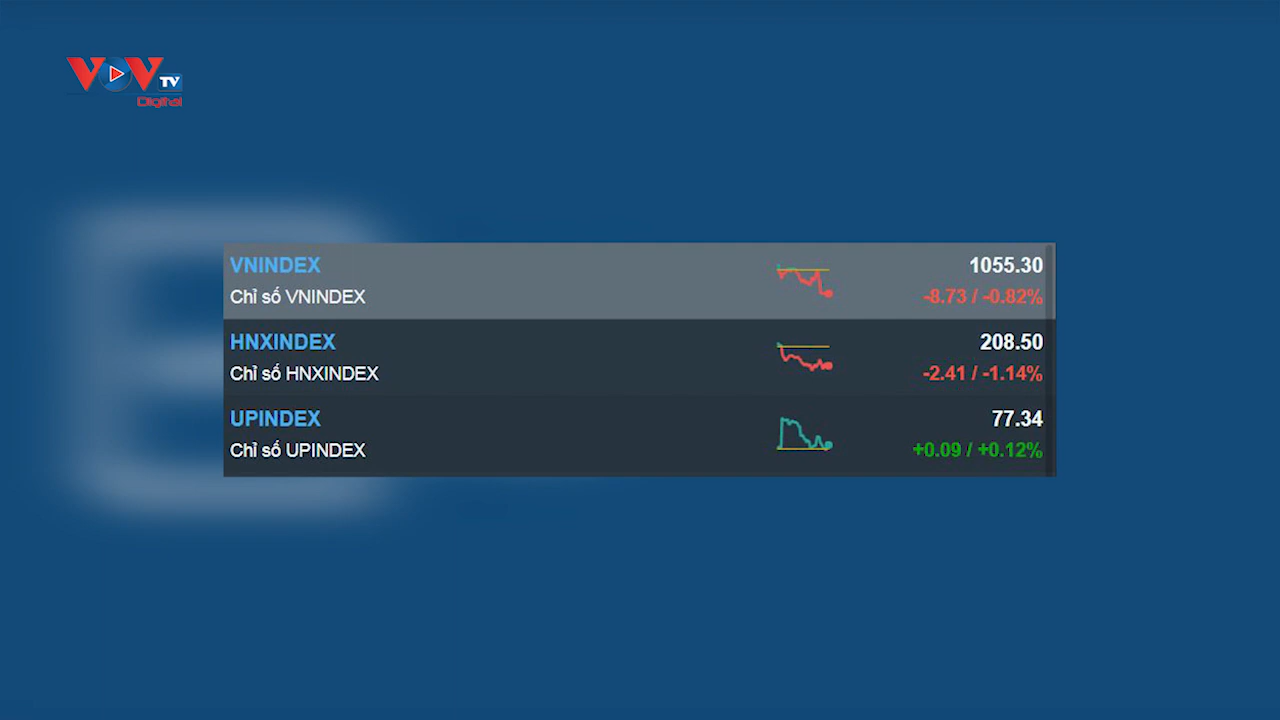 VOV TV
Digital
VNINDEX 1055.30
Chỉ số VNINDEX -8.73 / -0.82%
HNXINDEX 208.50
Chỉ số HNXINDEX -2.41 / -1.14%
UPINDEX 77.34
Chỉ số UPINDEX +0.09 / +0.12%